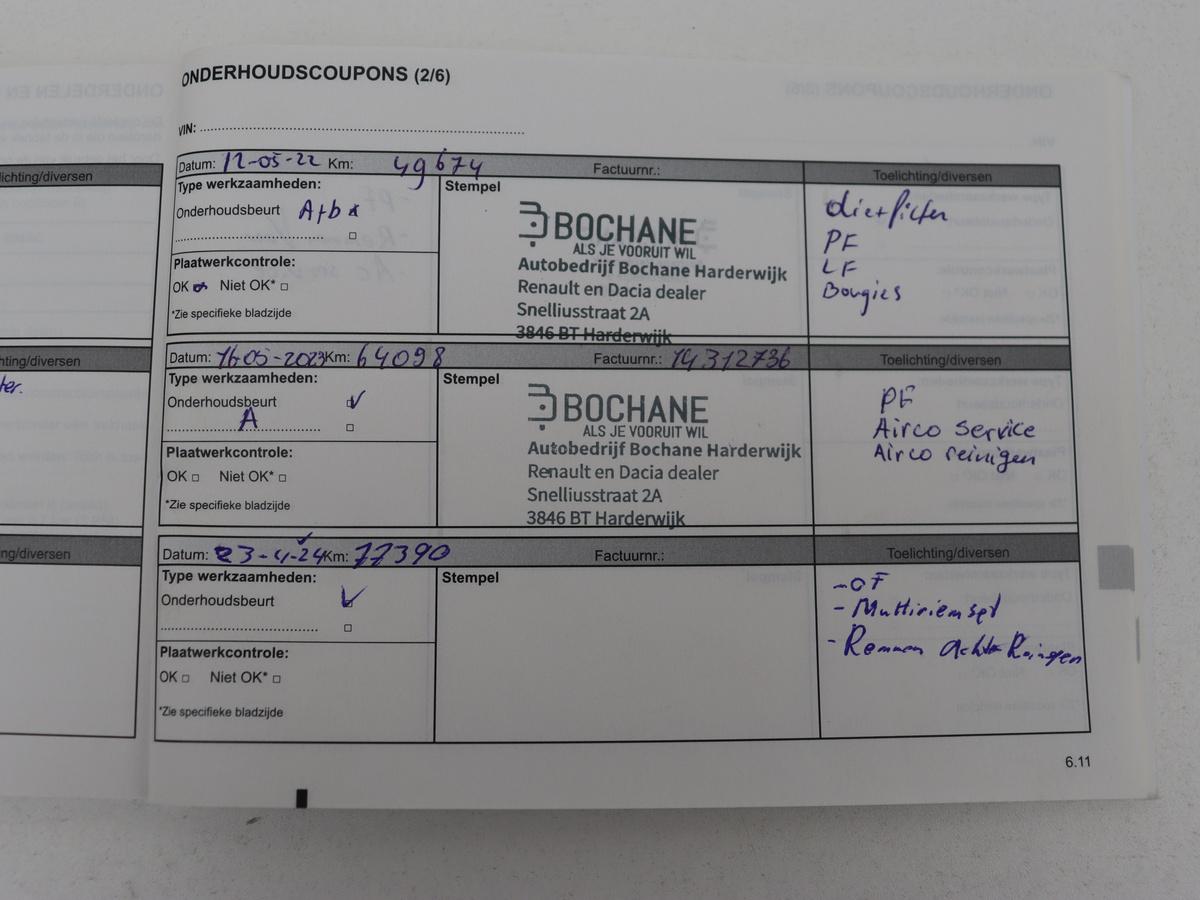 ONDERHOUDSCOUPONS (2/6)
VIN:
Datum: 12-05-22 Km: 49674 Factuurnr.: Toelichting/diversen
Type werkzaamheden:
Onderhoudsbeurt A+b
Plaatwerkcontrole:
OK Niet OK*
*Zie specifieke bladzijde
Stempel
BOCHANE
ALS JE VOORUIT WIL
Autobedrijf Bochane Harderwijk
Renault en Dacia dealer
Snelliusstraat 2A
3846 BT Harderwijk
PF
LF
Bougies
Datum: 16-05-2023 Km: 64098 Factuurnr.: 14312736 Toelichting/diversen
Type werkzaamheden:
Onderhoudsbeurt
A
Plaatwerkcontrole:
OK Niet OK*
*Zie specifieke bladzijde
Stempel
BOCHANE
ALS JE VOORUIT WIL
Autobedrijf Bochane Harderwijk
Renault en Dacia dealer
Snelliusstraat 2A
3846 BT Harderwijk
PF
Airco service
Airco reinigen
Datum: 23-4-24 Km: 77390 Factuurnr.: Toelichting/diversen
Type werkzaamheden:
Onderhoudsbeurt
Plaatwerkcontrole:
OK Niet OK*
*Zie specifieke bladzijde
Stempel
- OF
- Multiriemset
- Remmen achter
6.11